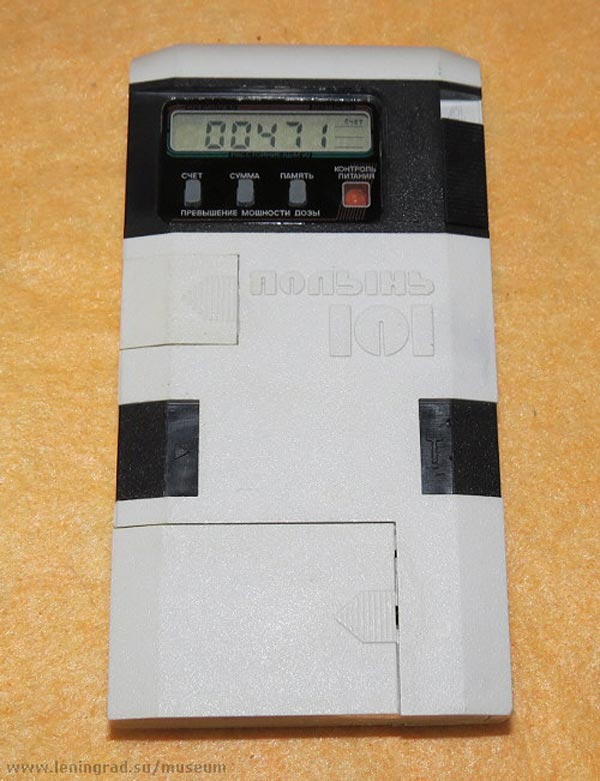 СЧЕТ
00471
СЧЕТ СУММА ПАМЯТЬ КОНТРОЛЬ ПИТАНИЯ
ПРЕВЫШЕНИЕ МОЩНОСТИ ДОЗЫ
ПОЛЫНЬ
101
www.leningrad.su/museum